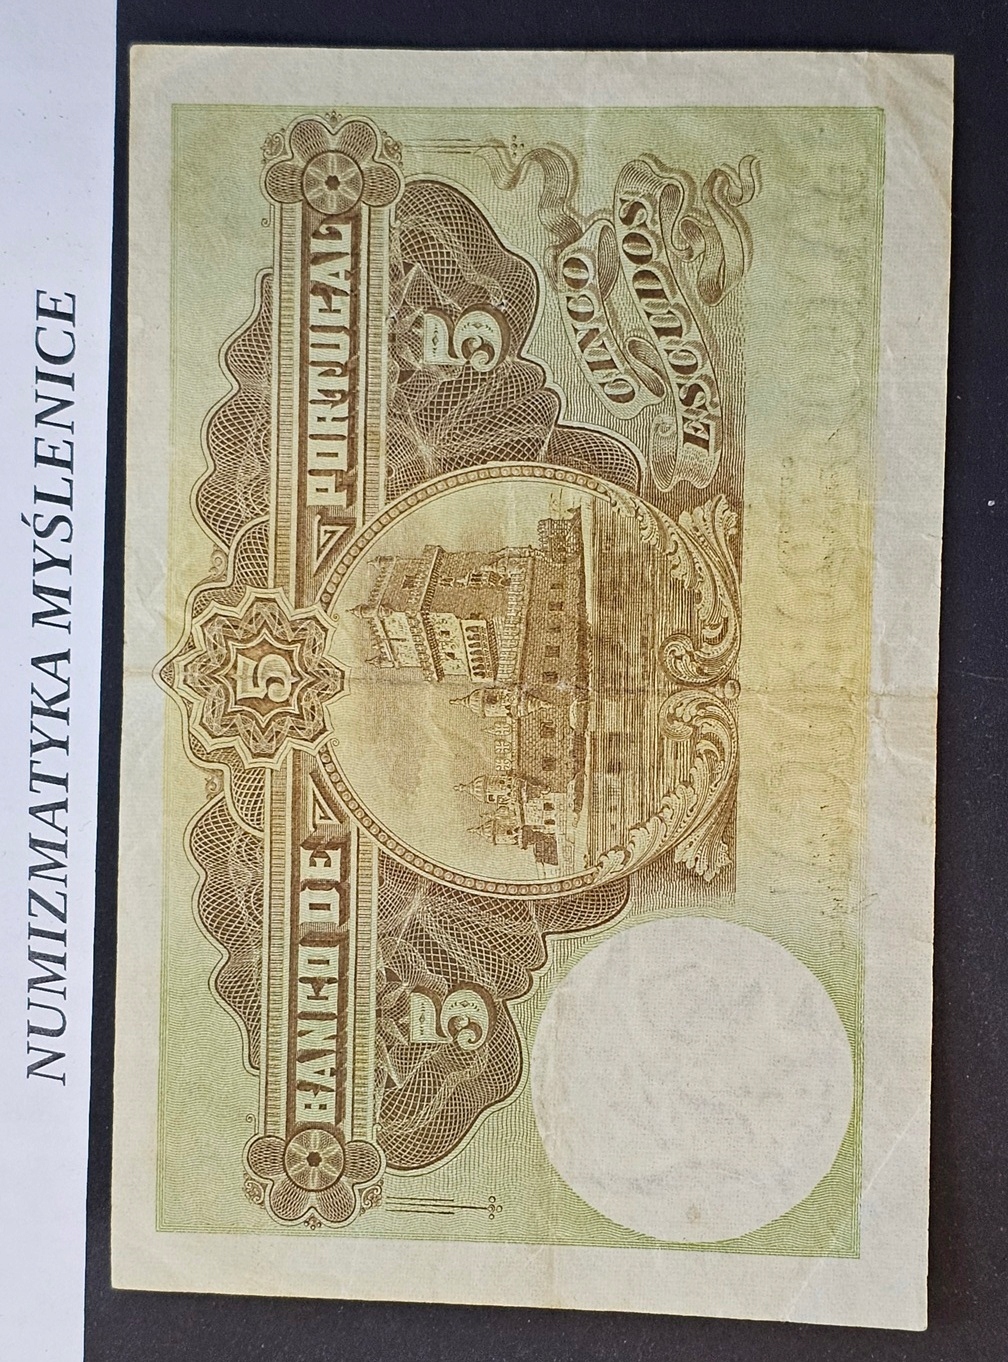 NUMIZMATYKA MYŚLENICE
5
BANCO DE PORTUGAL
5
5
CINCO
ESCUDOS